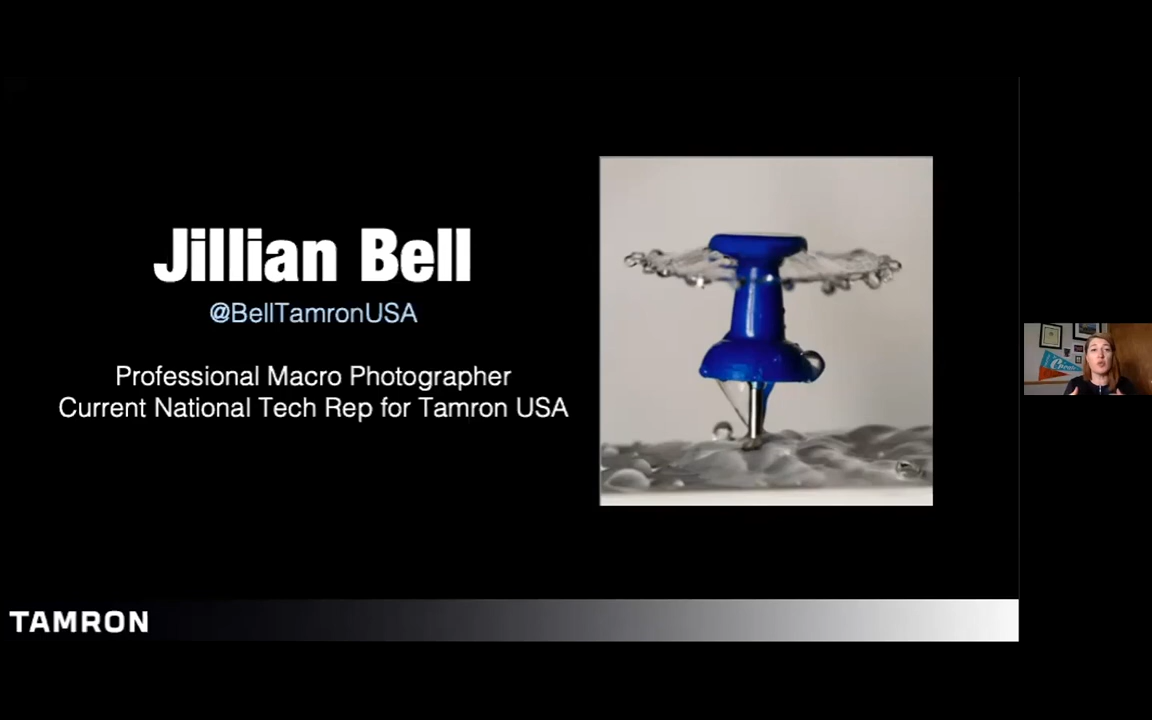 Jillian Bell
@BellTamronUSA
Professional Macro Photographer
Current National Tech Rep for Tamron USA
TAMRON